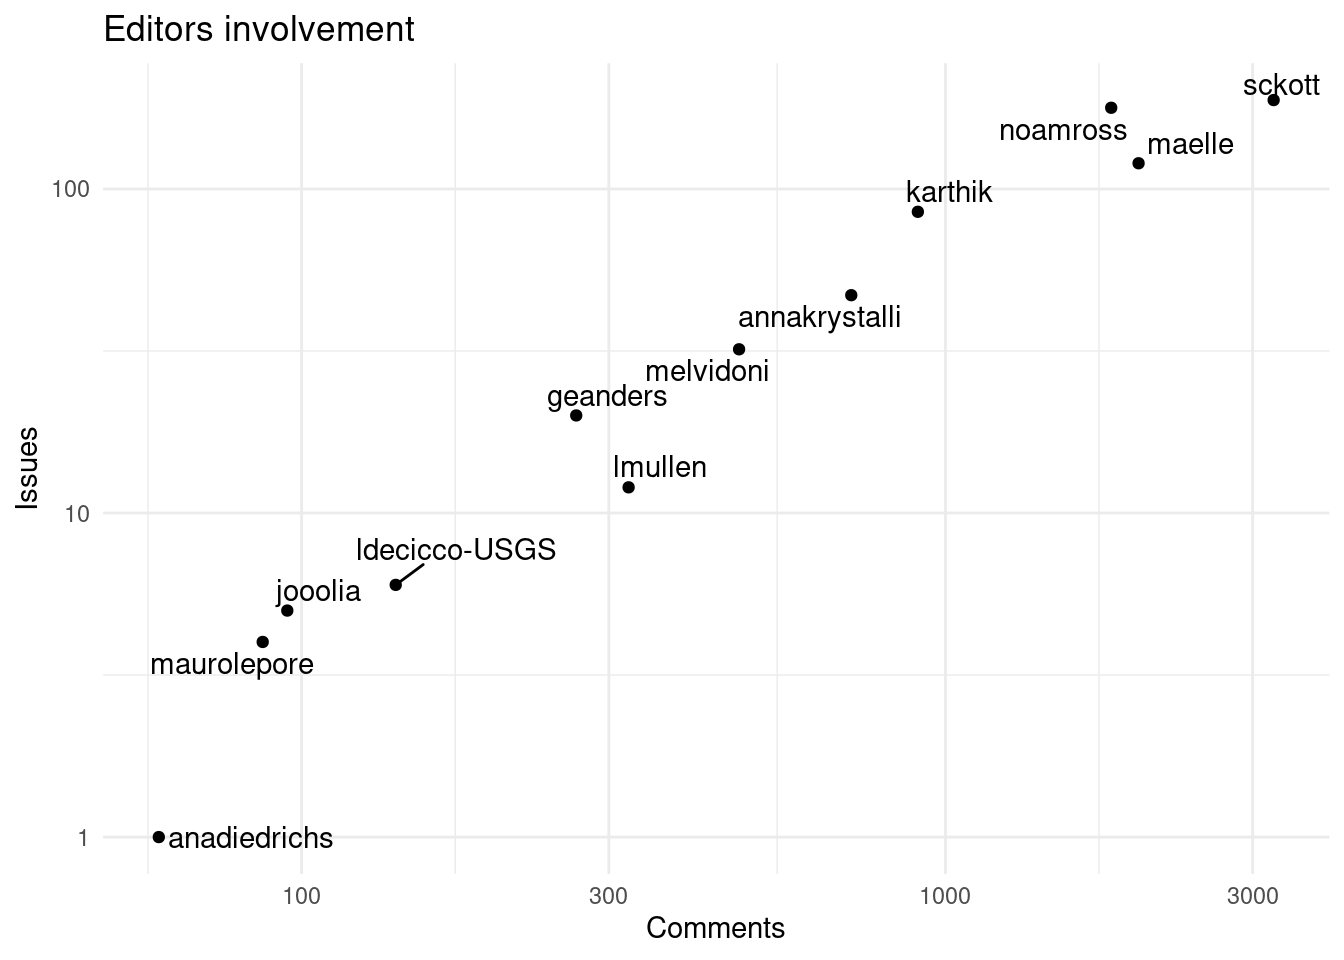 Editors involvement
sckott
noamross
maelle
100
karthik
annakrystalli
melvidoni
geanders
lmullen
Issues
10
ldecicco-USGS
jooolia
maurolepore
1
anadiedrichs
100
300
1000
3000
Comments